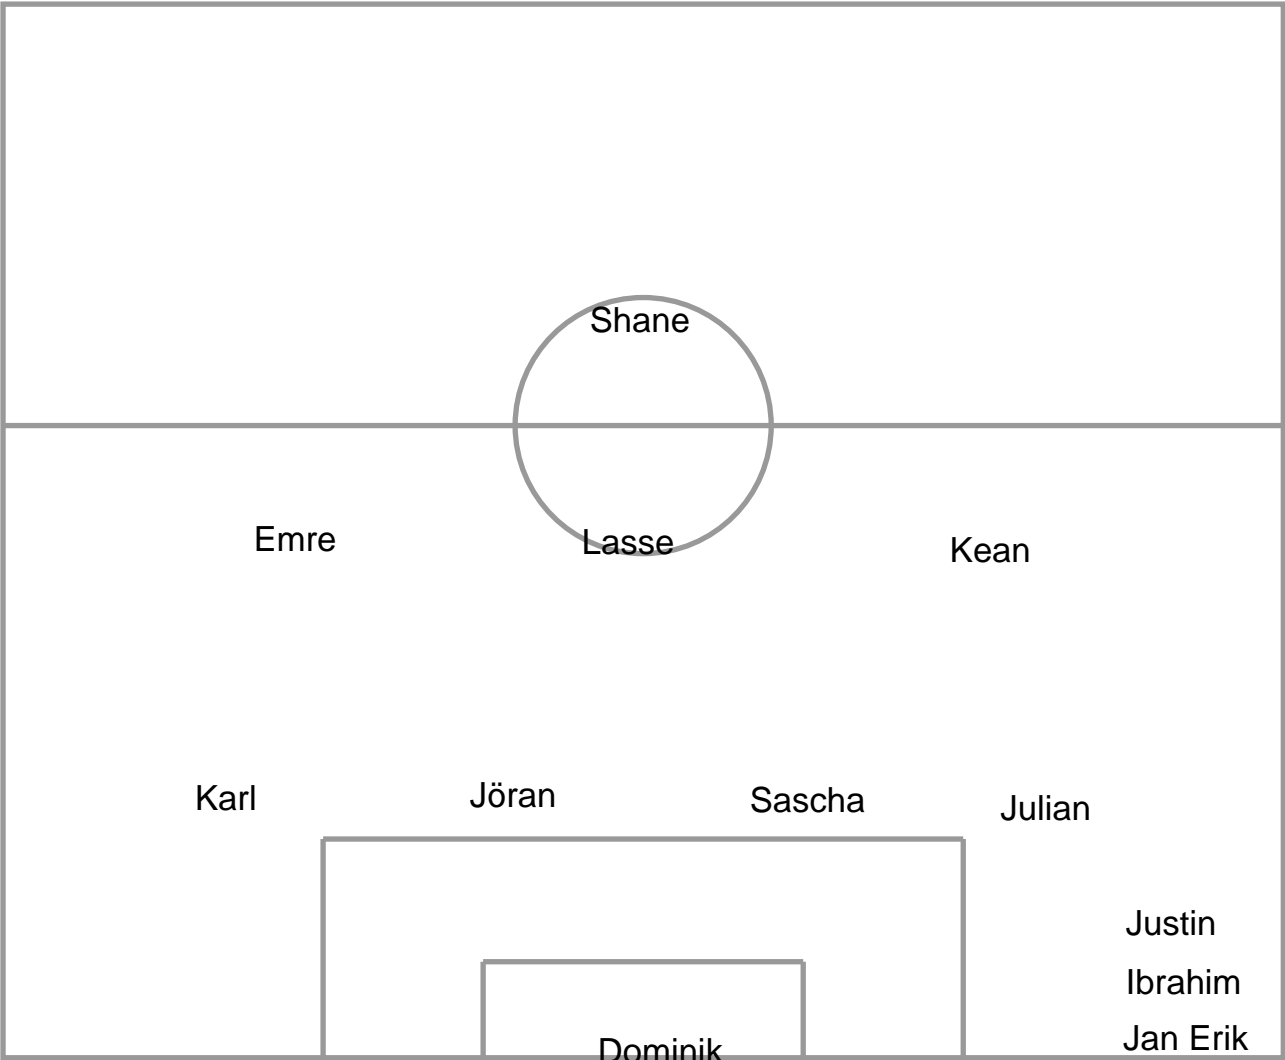 Shane
Emre Lasse Kean
Karl Jöran Sascha Julian
Justin
Ibrahim
Jan Erik
Dominik